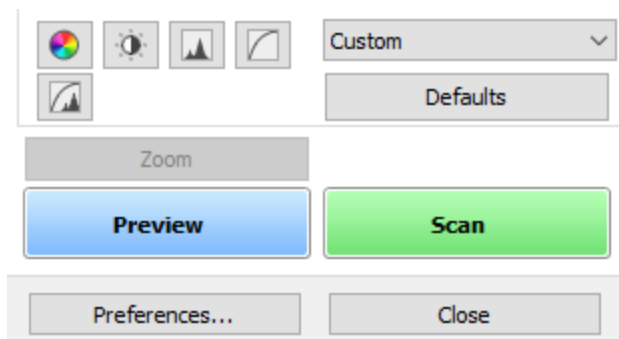 Custom
Defaults
Zoom
Preview
Scan
Preferences...
Close